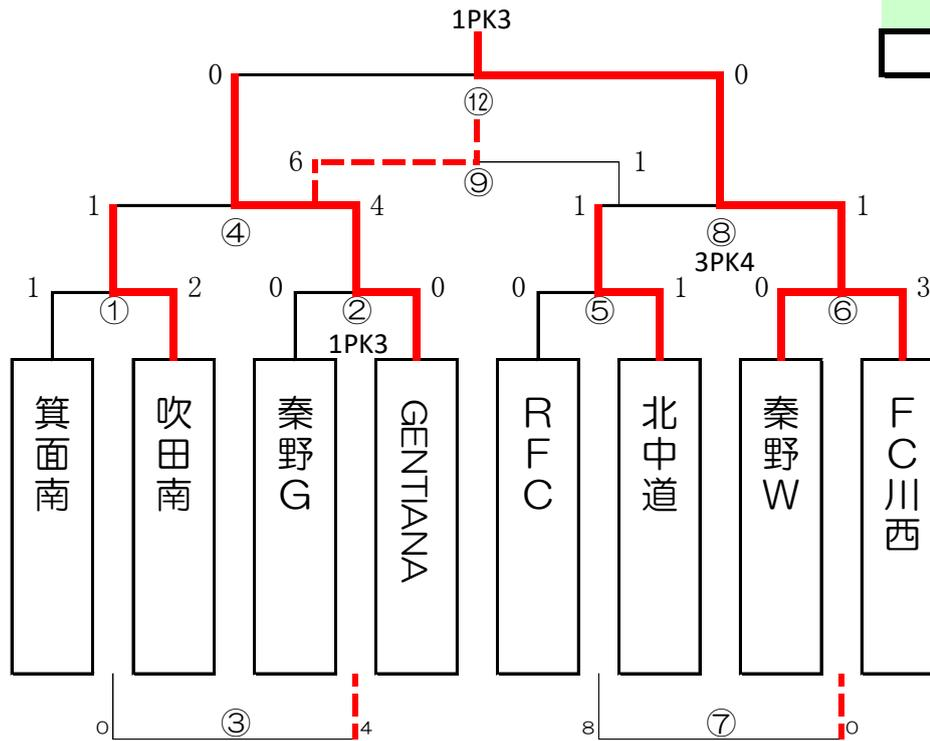 1PK3
0 0
⑫
6 1
⑨
1 4 1 1
④ ⑧
3PK4
1 2 0 0 0 1 0 3
① ② ⑤ ⑥
1PK3
箕面南
吹田南
秦野G
GENTIANA
RFC
北中道
秦野W
FC川西
0 ③ 4 8 ⑦ 0